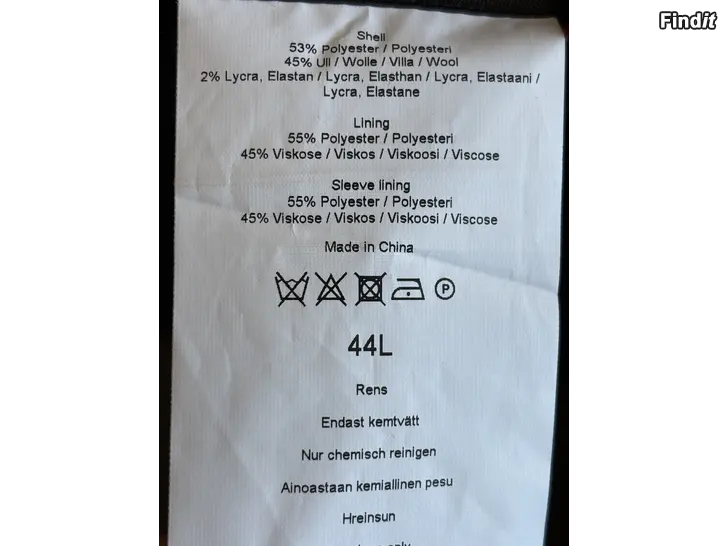 Findit
Shell
53% Polyester / Polyesteri
45% Ull / Wolle / Villa / Wool
2% Lycra, Elastan / Lycra, Elasthan / Lycra, Elastaani /
Lycra, Elastane
Lining
55% Polyester / Polyesteri
45% Viskose / Viskos / Viskoosi / Viscose
Sleeve lining
55% Polyester / Polyesteri
45% Viskose / Viskos / Viskoosi / Viscose
Made in China
P
44L
Rens
Endast kemtvätt
Nur chemisch reinigen
Ainoastaan kemiallinen pesu
Hreinsun
only